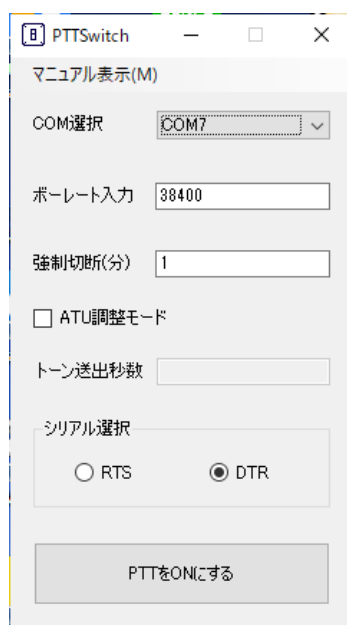 PTTSwitch
マニュアル表示(M)
COM選択 COM7
ボーレート入力 38400
強制切断(分) 1
ATU調整モード
トーン送出秒数
シリアル選択
RTS DTR
PTTをONにする